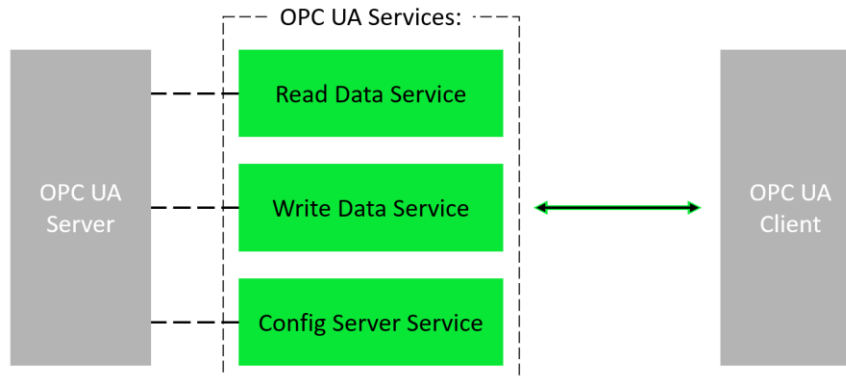 OPC UA Services:
Read Data Service
OPC UA
Server
Write Data Service
OPC UA
Client
Config Server Service